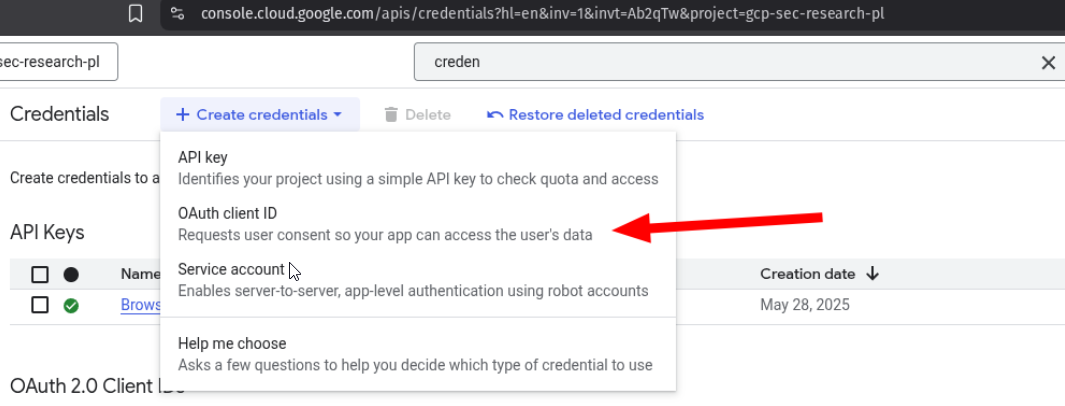 console.cloud.google.com/apis/credentials?hl=en&inv=1&invt=Ab2qTw&project=gcp-sec-research-pl
sec-research-pl
creden
Credentials
+ Create credentials
Delete
Restore deleted credentials
API key
Identifies your project using a simple API key to check quota and access
Create credentials to a
OAuth client ID
Requests user consent so your app can access the user's data
API Keys
Service account
Enables server-to-server, app-level authentication using robot accounts
Name
Creation date
Brows
May 28, 2025
Help me choose
Asks a few questions to help you decide which type of credential to use
OAuth 2.0 Client IDs